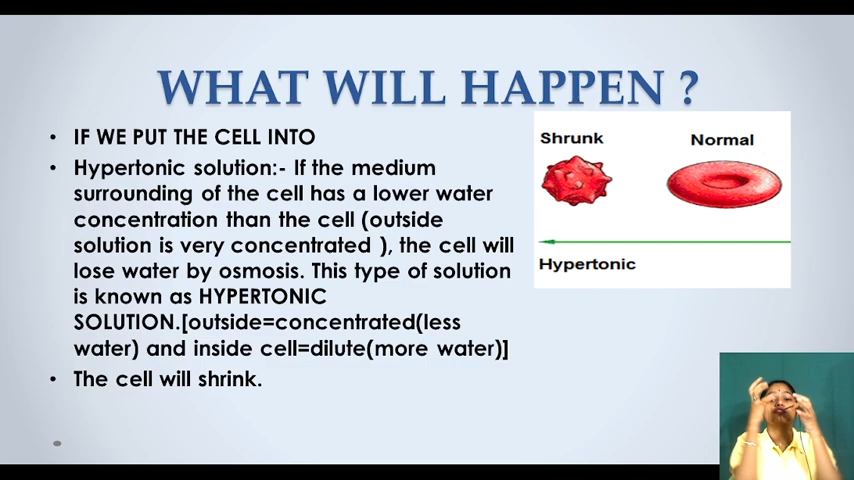 WHAT WILL HAPPEN ?
• IF WE PUT THE CELL INTO
• Hypertonic solution:- If the medium
surrounding of the cell has a lower water
concentration than the cell (outside
solution is very concentrated ), the cell will
lose water by osmosis. This type of solution
is known as HYPERTONIC
SOLUTION.[outside=concentrated(less
water) and inside cell=dilute(more water)]
• The cell will shrink.
Shrunk Normal
Hypertonic